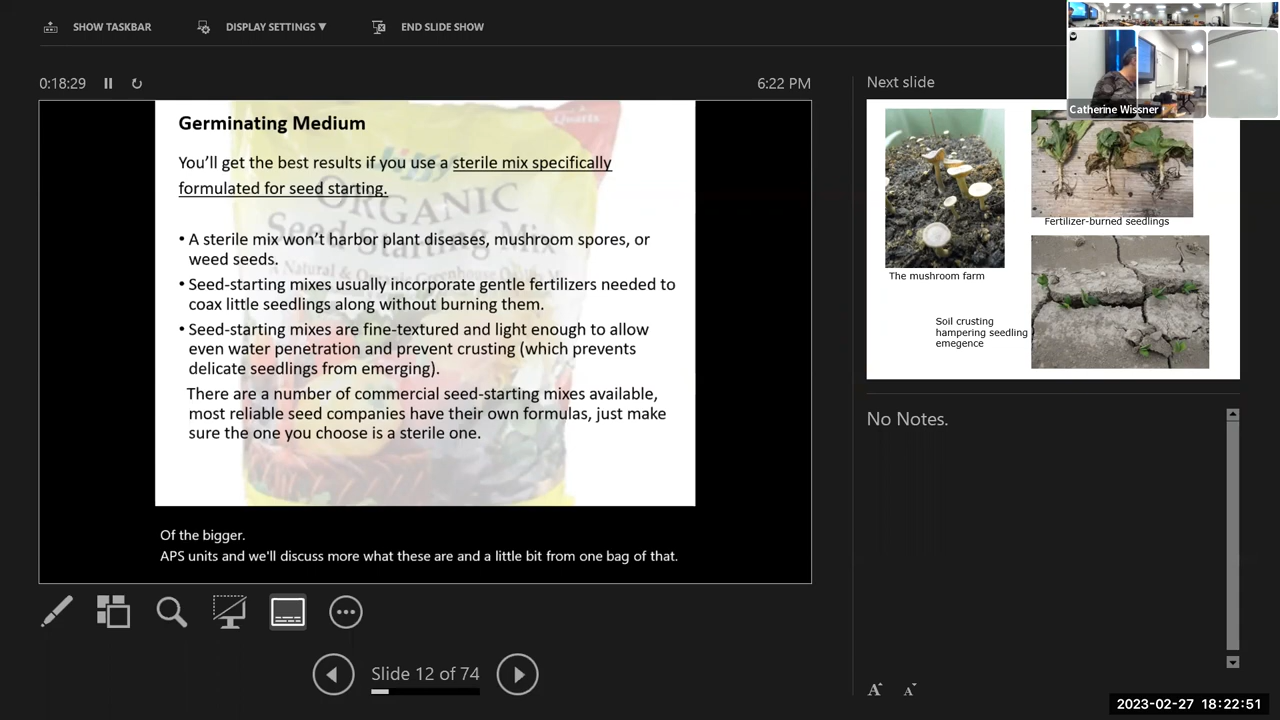 SHOW TASKBAR
DISPLAY SETTINGS ▼
END SLIDE SHOW
0:18:29
6:22 PM
Germinating Medium
You’ll get the best results if you use a sterile mix specifically
formulated for seed starting.
• A sterile mix won’t harbor plant diseases, mushroom spores, or
weed seeds.
• Seed-starting mixes usually incorporate gentle fertilizers needed to
coax little seedlings along without burning them.
• Seed-starting mixes are fine-textured and light enough to allow
even water penetration and prevent crusting (which prevents
delicate seedlings from emerging).
There are a number of commercial seed-starting mixes available,
most reliable seed companies have their own formulas, just make
sure the one you choose is a sterile one.
Quarts
ORGANIC
Seed Starting Mix
Of the bigger.
APS units and we'll discuss more what these are and a little bit from one bag of that.
Slide 12 of 74
Next slide
Catherine Wissner
Fertilizer-burned seedlings
The mushroom farm
Soil crusting
hampering seedling
emegence
No Notes.
A
A
2023-02-27 18:22:51